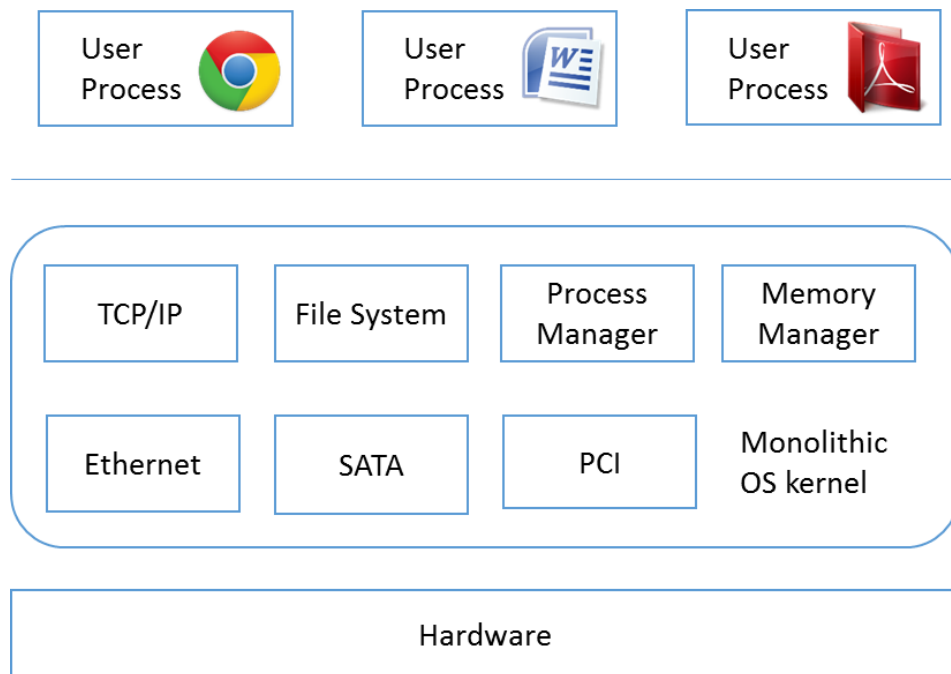 User
Process
User
Process
W
User
Process
TCP/IP
File System
Process
Manager
Memory
Manager
Ethernet
SATA
PCI
Monolithic
OS kernel
Hardware